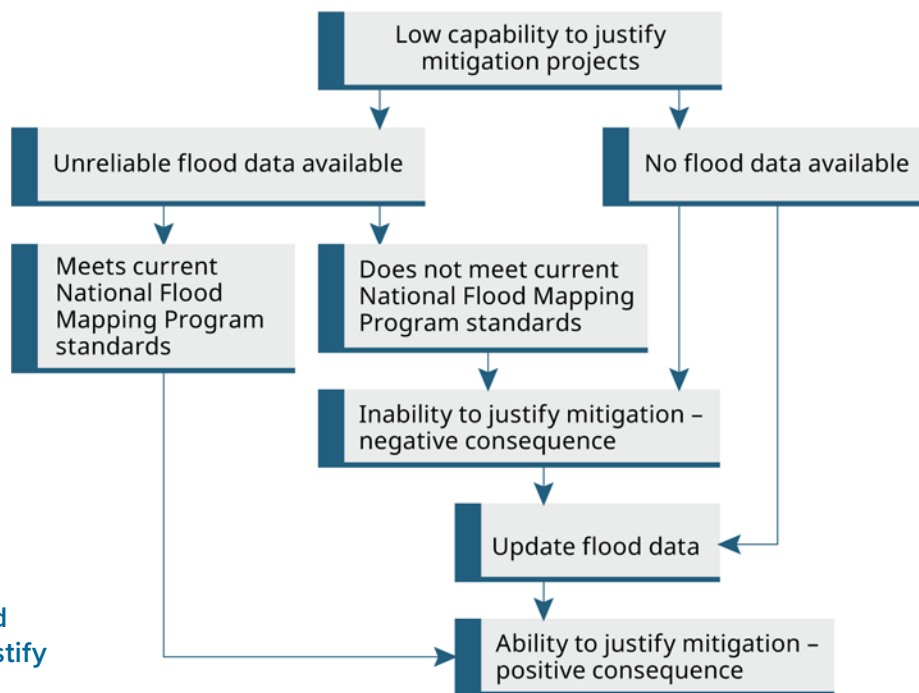 Low capability to justify
mitigation projects
Unreliable flood data available
No flood data available
Meets current
National Flood
Mapping Program
standards
Does not meet current
National Flood Mapping
Program standards
Inability to justify mitigation –
negative consequence
Update flood data
Ability to justify mitigation –
positive consequence